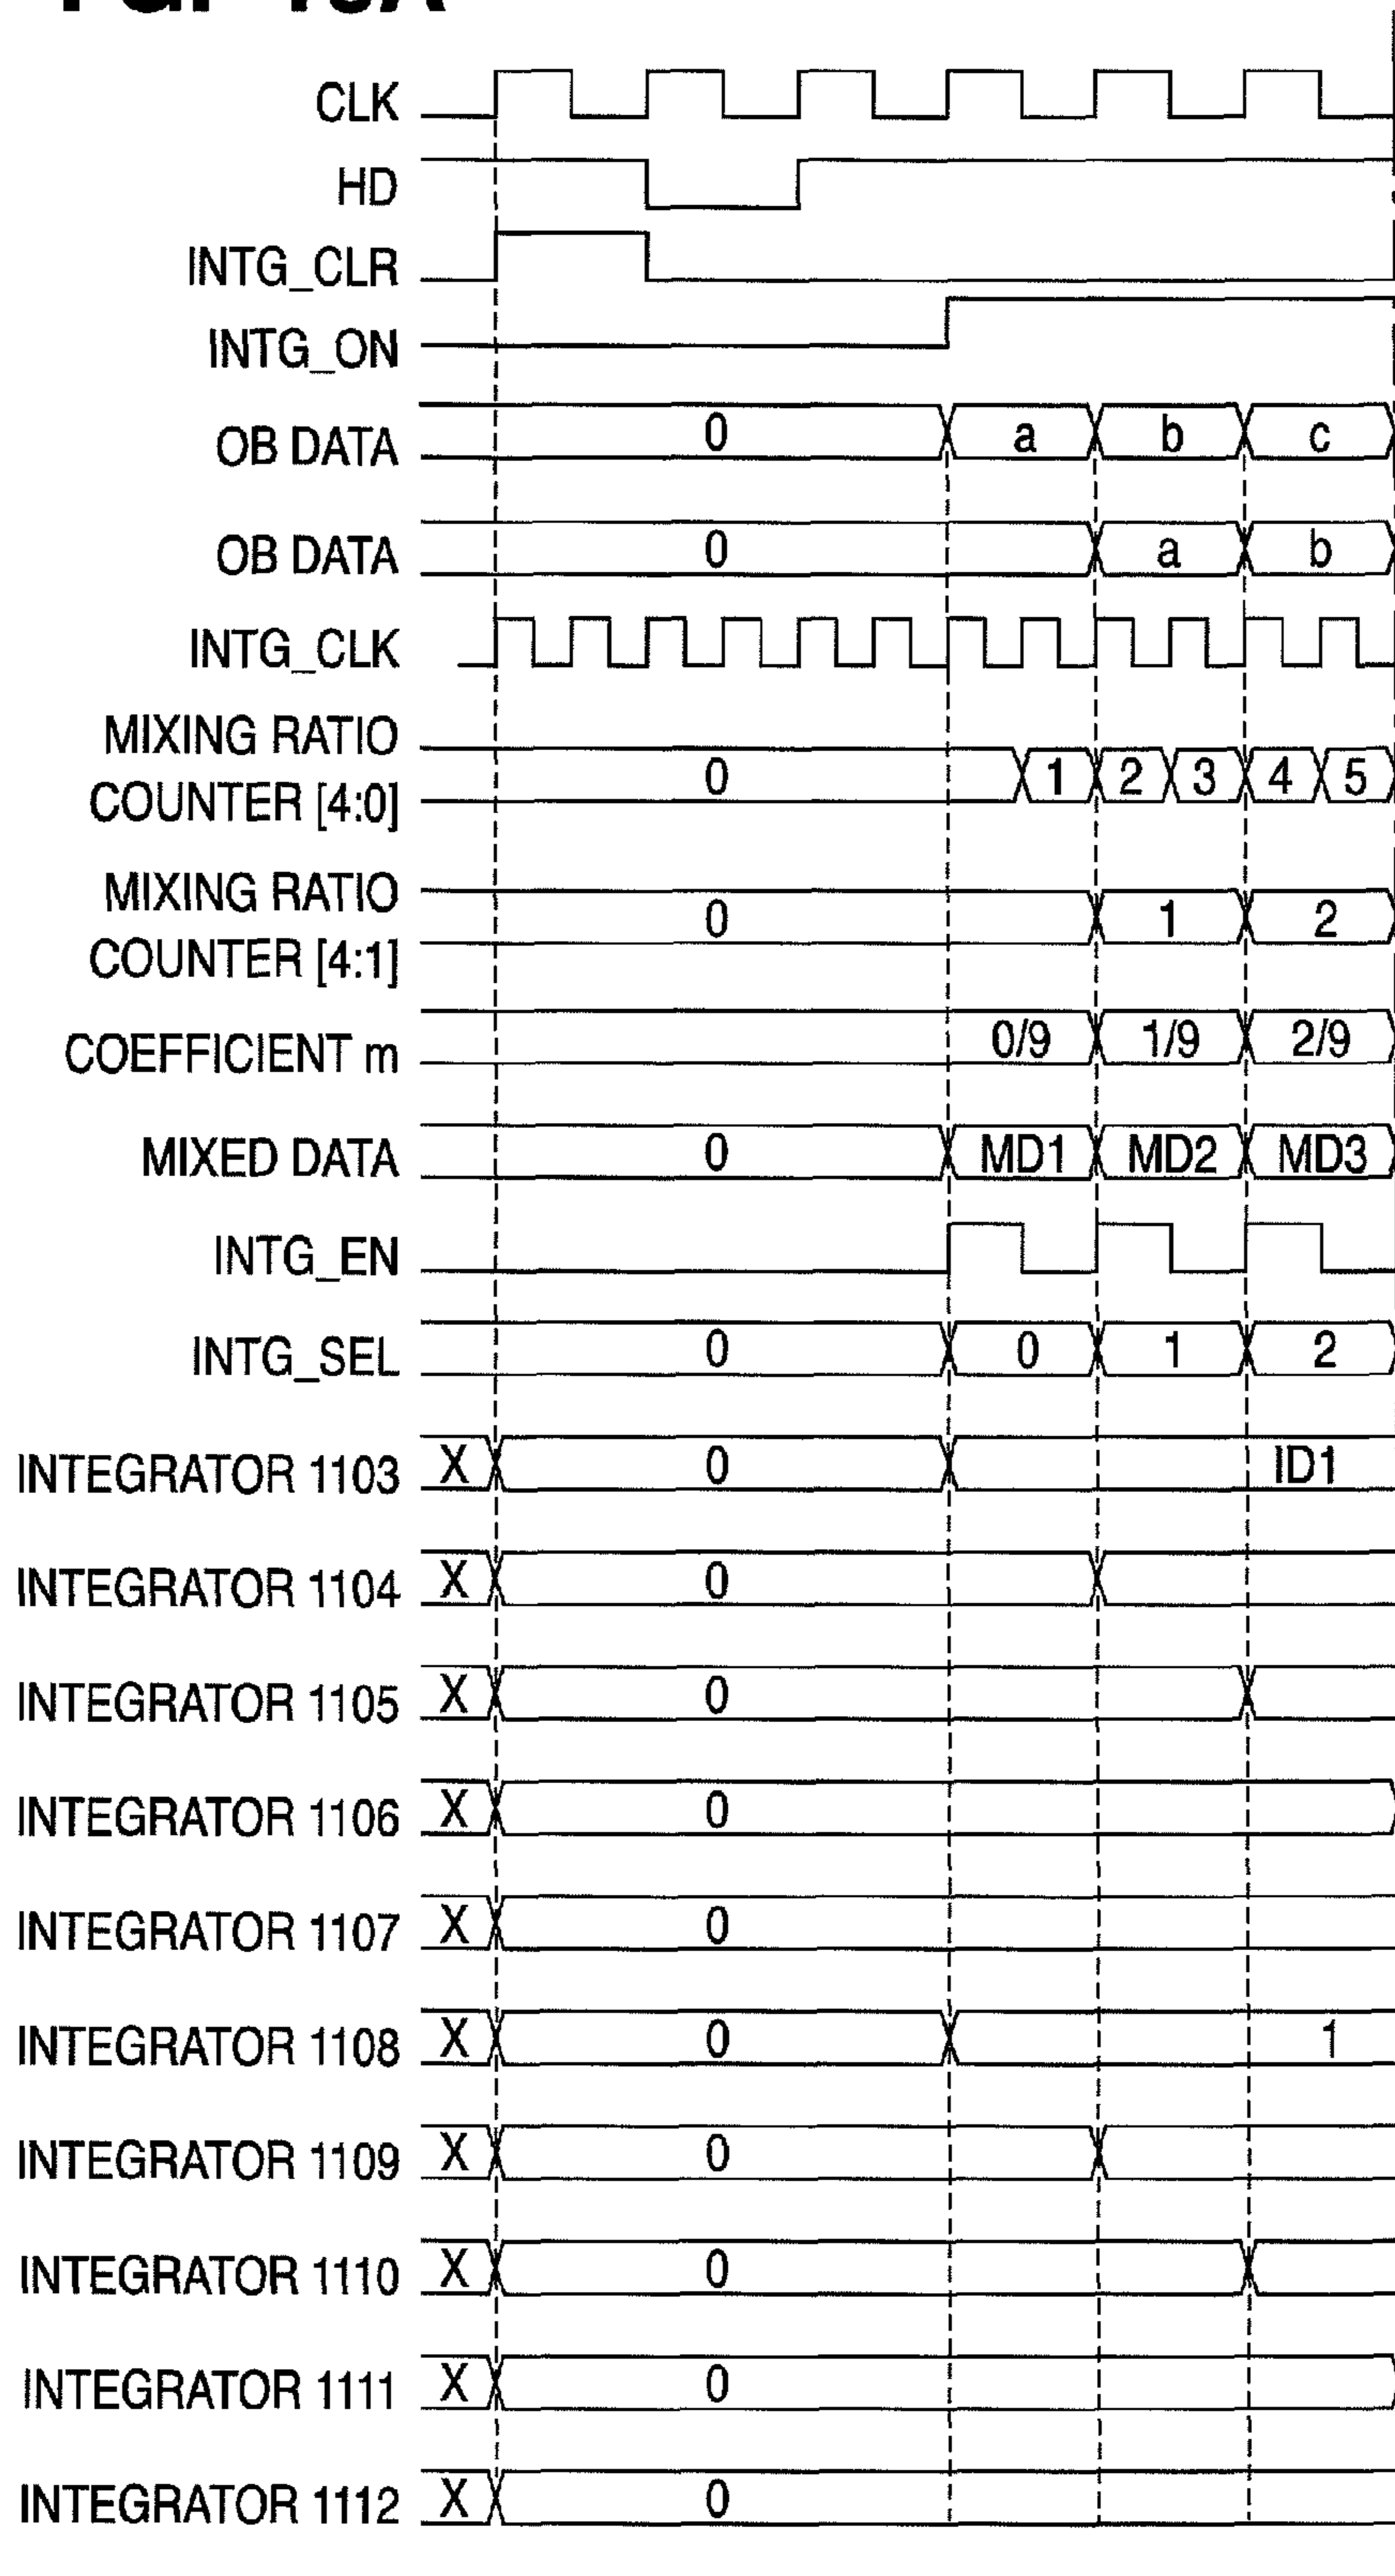 CLK
HD
INTG_CLR
INTG_ON
OB DATA 0 a b c
OB DATA 0 a b
INTG_CLK
MIXING RATIO
COUNTER [4:0] 0 1 2 3 4 5
MIXING RATIO
COUNTER [4:1] 0 1 2
COEFFICIENT m 0/9 1/9 2/9
MIXED DATA 0 MD1 MD2 MD3
INTG_EN
INTG_SEL 0 0 1 2
INTEGRATOR 1103 X 0 ID1
INTEGRATOR 1104 X 0
INTEGRATOR 1105 X 0
INTEGRATOR 1106 X 0
INTEGRATOR 1107 X 0
INTEGRATOR 1108 X 0 1
INTEGRATOR 1109 X 0
INTEGRATOR 1110 X 0
INTEGRATOR 1111 X 0
INTEGRATOR 1112 X 0